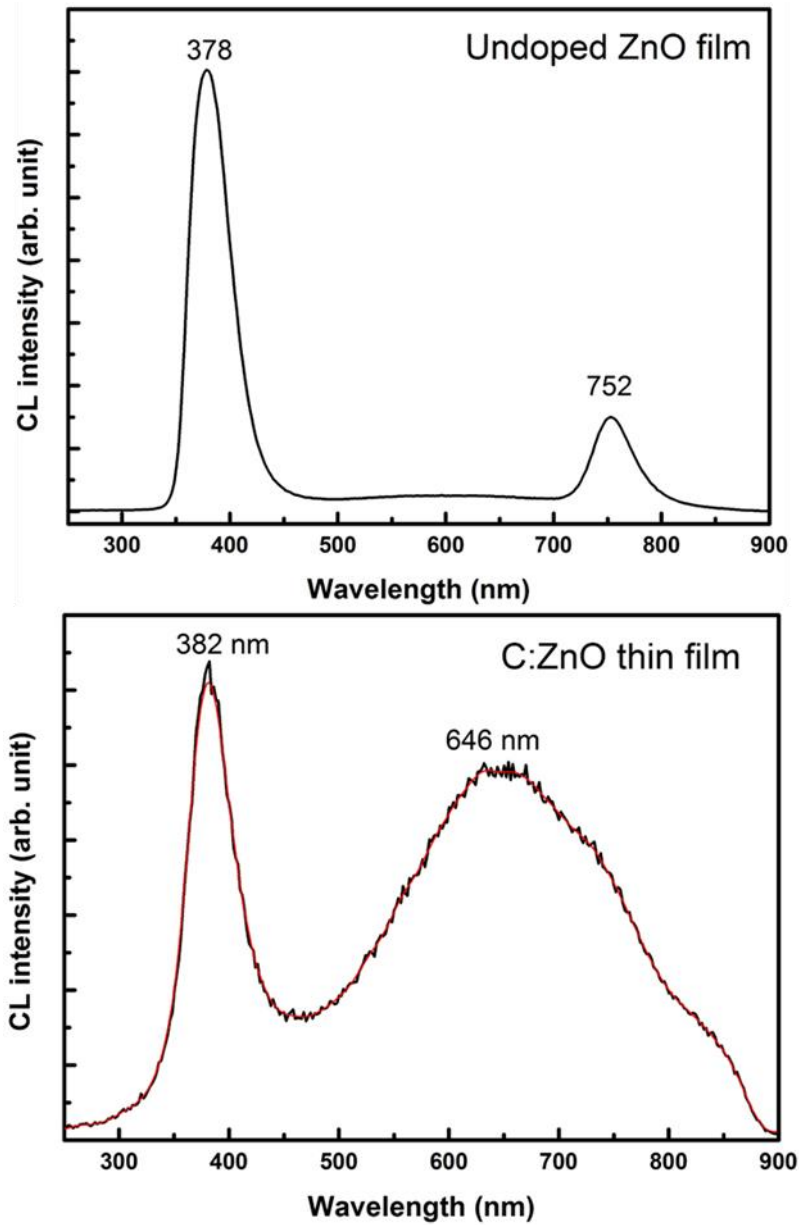 Undoped ZnO film
378
752
CL intensity (arb. unit)
300 400 500 600 700 800 900
Wavelength (nm)
382 nm
C:ZnO thin film
646 nm
CL intensity (arb. unit)
300 400 500 600 700 800 900
Wavelength (nm)